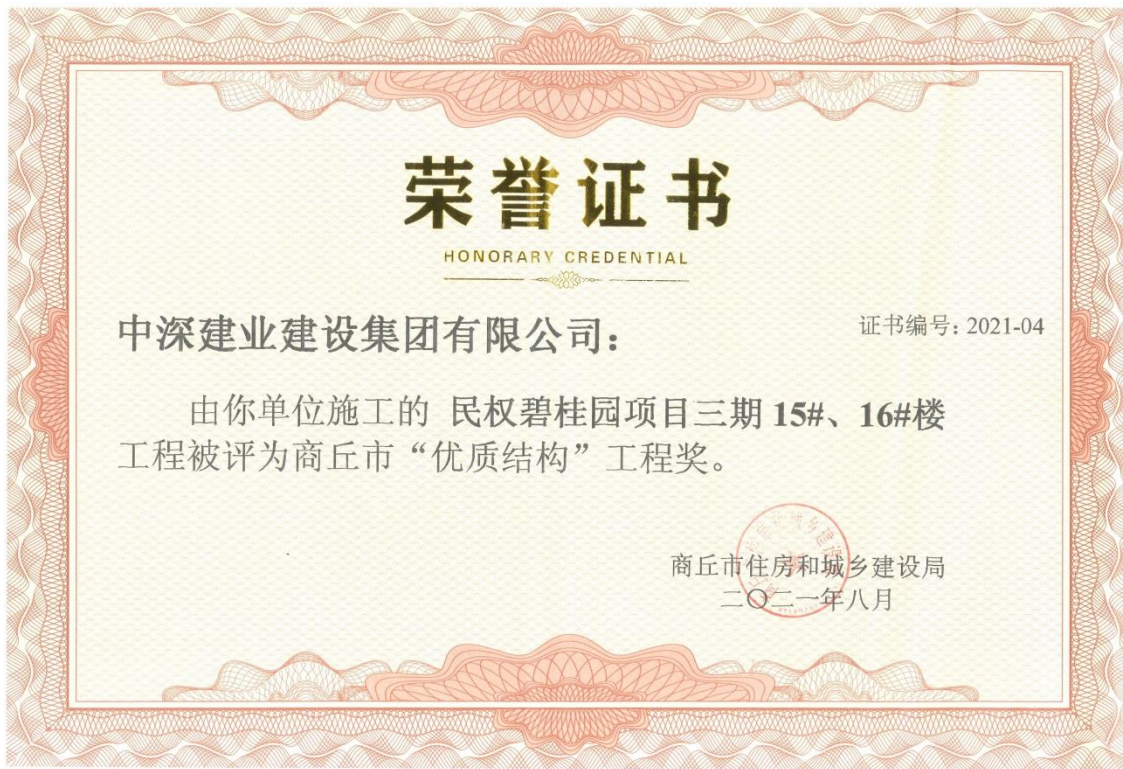 荣誉证书
HONORARY CREDENTIAL
中深建业建设集团有限公司：
证书编号：2021-04
由你单位施工的 民权碧桂园项目三期 15#、16#楼
工程被评为商丘市“优质结构”工程奖。
商丘市住房和城乡建设局
二〇二一年八月